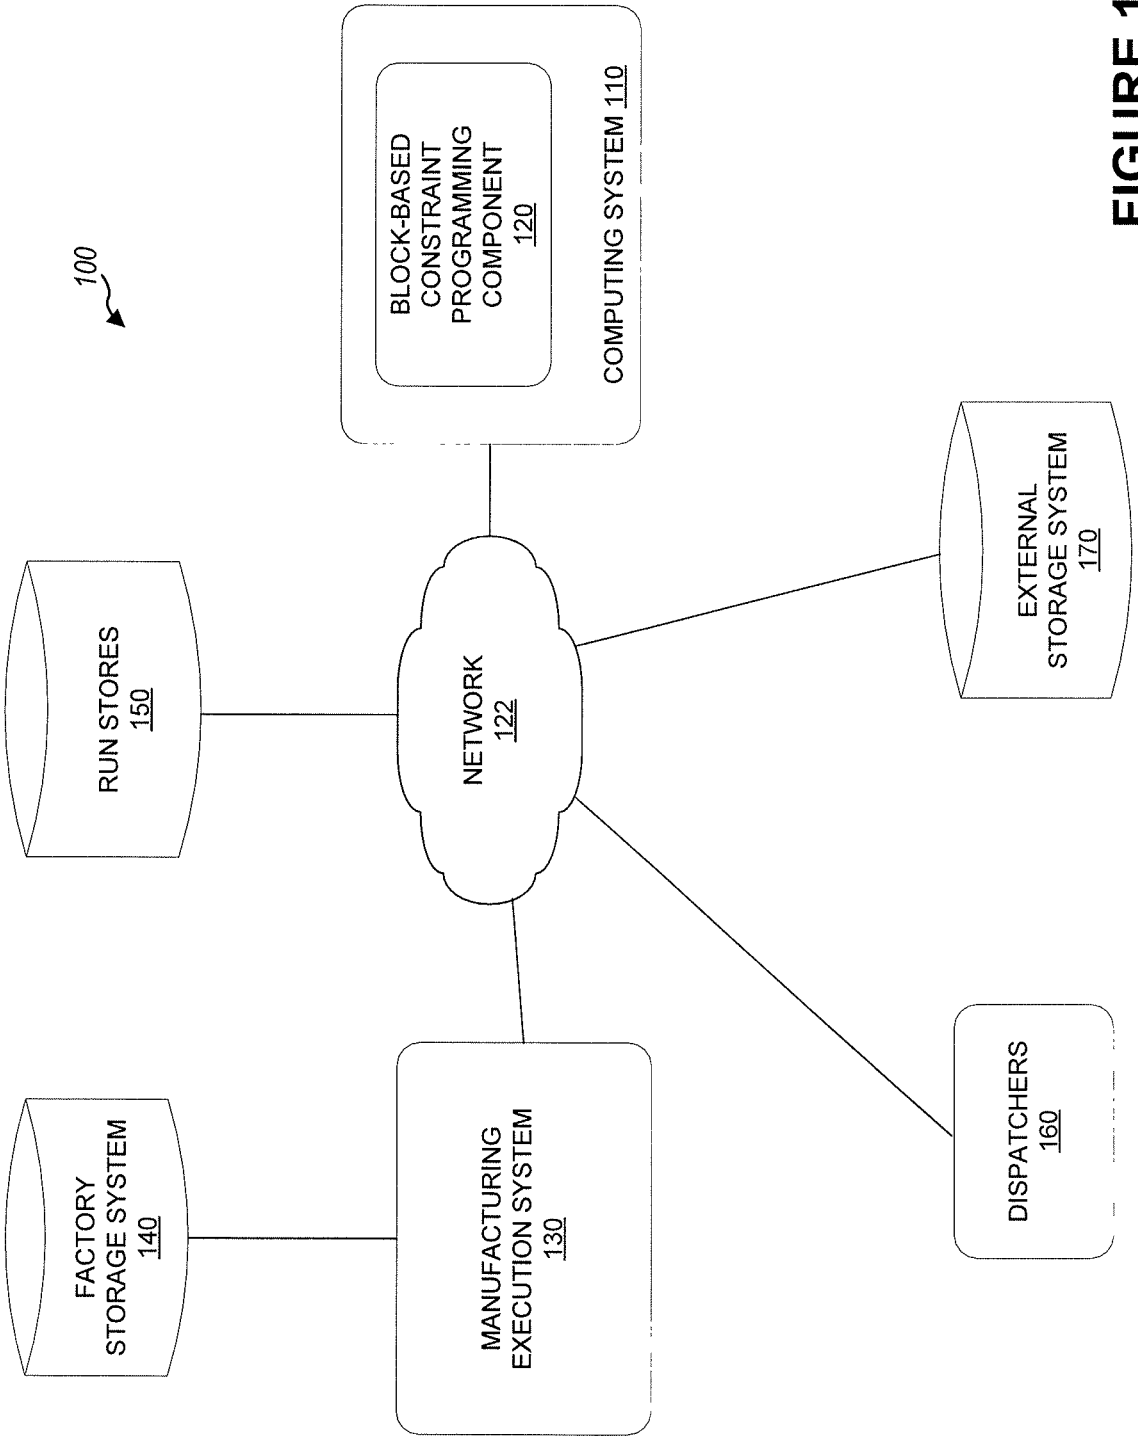 100
FACTORY
STORAGE SYSTEM
140
RUN STORES
150
BLOCK-BASED
CONSTRAINT
PROGRAMMING
COMPONENT
120
COMPUTING SYSTEM 110
NETWORK
122
MANUFACTURING
EXECUTION SYSTEM
130
DISPATCHERS
160
EXTERNAL
STORAGE SYSTEM
170
FIGURE 1